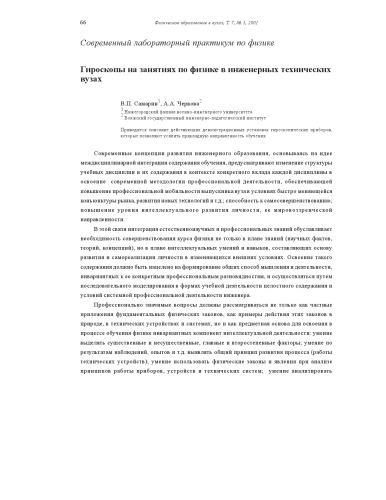 66
Физическое образование в вузах, Т. 7, № 1, 2001
Современный лабораторный практикум по физике
Гироскопы на занятиях по физике в инженерных технических
вузах
В.П. Самарин¹, А.А. Червова²
¹ Нижегородский филиал военно-инженерного университета
² Волжский государственный инженерно-педагогический институт
Приводится описание действующих демонстрационных установок гироскопических приборов,
которые позволяют усилить прикладную направленность обучения
Современные концепции развития инженерного образования, основываясь на идее
междисциплинарной интеграции содержания обучения, предусматривают изменение структуры
учебных дисциплин и их содержания в контексте конкретного вклада каждой дисциплины в
освоение современной методологии профессиональной деятельности, обеспечивающей
повышение профессиональной мобильности выпускника вуза к условиям быстро меняющейся
конъюнктуры рынка, развития новых технологий и т.д.; способность к самосовершенствованию;
повышение уровня интеллектуального развития личности, ее мировоззренческой
направленности.
В этой связи интеграция естественнонаучных и профессиональных знаний обуславливает
необходимость совершенствования курса физики не только в плане знаний (научных фактов,
теорий, концепций), но в плане интеллектуальных умений и навыков, составляющих основу
развития и самореализации личности в изменяющихся внешних условиях. Освоение такого
содержания должно быть нацелено на формирование общих способ мышления и деятельности,
инвариантных к ее конкретным профессиональным разновидностям, и осуществляться путем
последовательного моделирования в формах учебной деятельности целостного содержания и
условий системной профессиональной деятельности инженера.
Профессионально значимые вопросы должны рассматриваться не только как частные
приложения фундаментальных физических законов, как примеры действия этих законов в
природе, в технических устройствах и системах, но и как предметная основа для освоения в
процессе обучения физике инвариантных компонент интеллектуальной деятельности: умение
выделять существенные и несущественные, главные и второстепенные факторы; умение по
результатам наблюдений, опытов и т.д. выявлять общий принцип развития процесса (работы
технических устройств); умение использовать физические законы и явления при анализе
принципов работы приборов, устройств и технических систем; умение анализировать